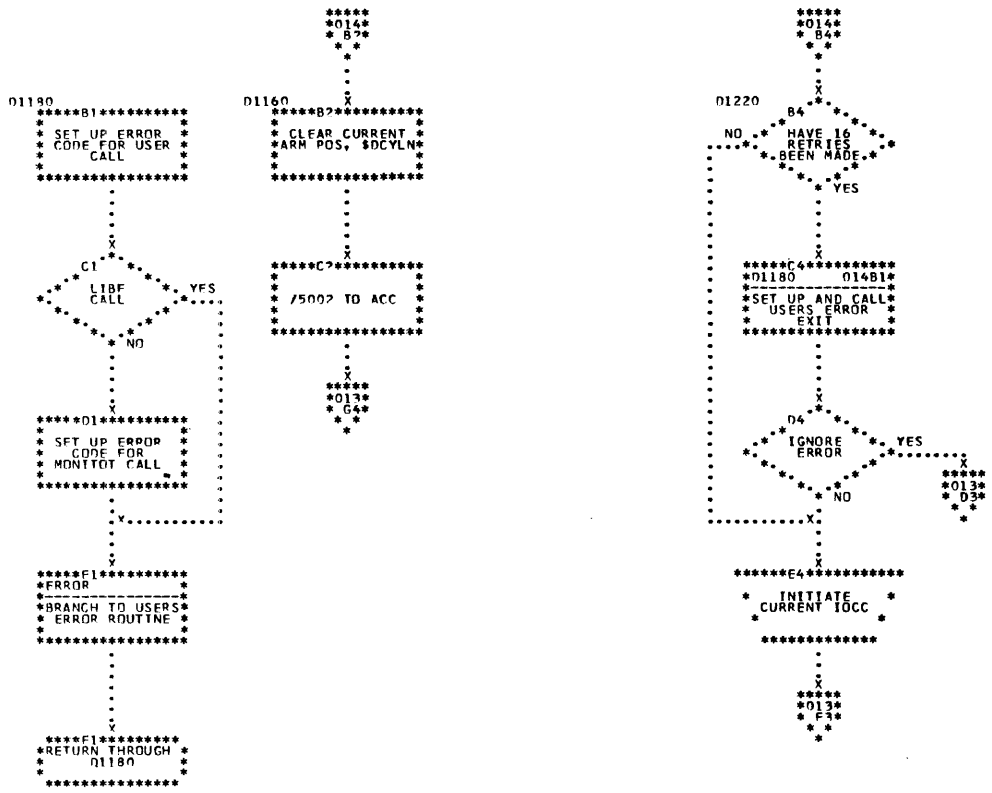 014
B2
014
B4
D1180
B1
SET UP ERROR
CODE FOR USER
CALL
C1
LIBF
CALL
YES
NO
D1
SET UP ERROR
CODE FOR
MONITOT CALL
X
E1
ERROR
BRANCH TO USERS
ERROR ROUTINE
X
F1
RETURN THROUGH
D1180
D1160
X
B2
CLEAR CURRENT
ARM POS, $DCYLN
X
C2
/5002 TO ACC
X
013
G4
D1220
X
B4
HAVE 16
RETRIES
BEEN MADE
NO
YES
X
C4
D1180 014B1
SET UP AND CALL
USERS ERROR
EXIT
X
D4
IGNORE
ERROR
YES
NO
X
013
D3
X
E4
INITIATE
CURRENT IOCC
X
013
E3